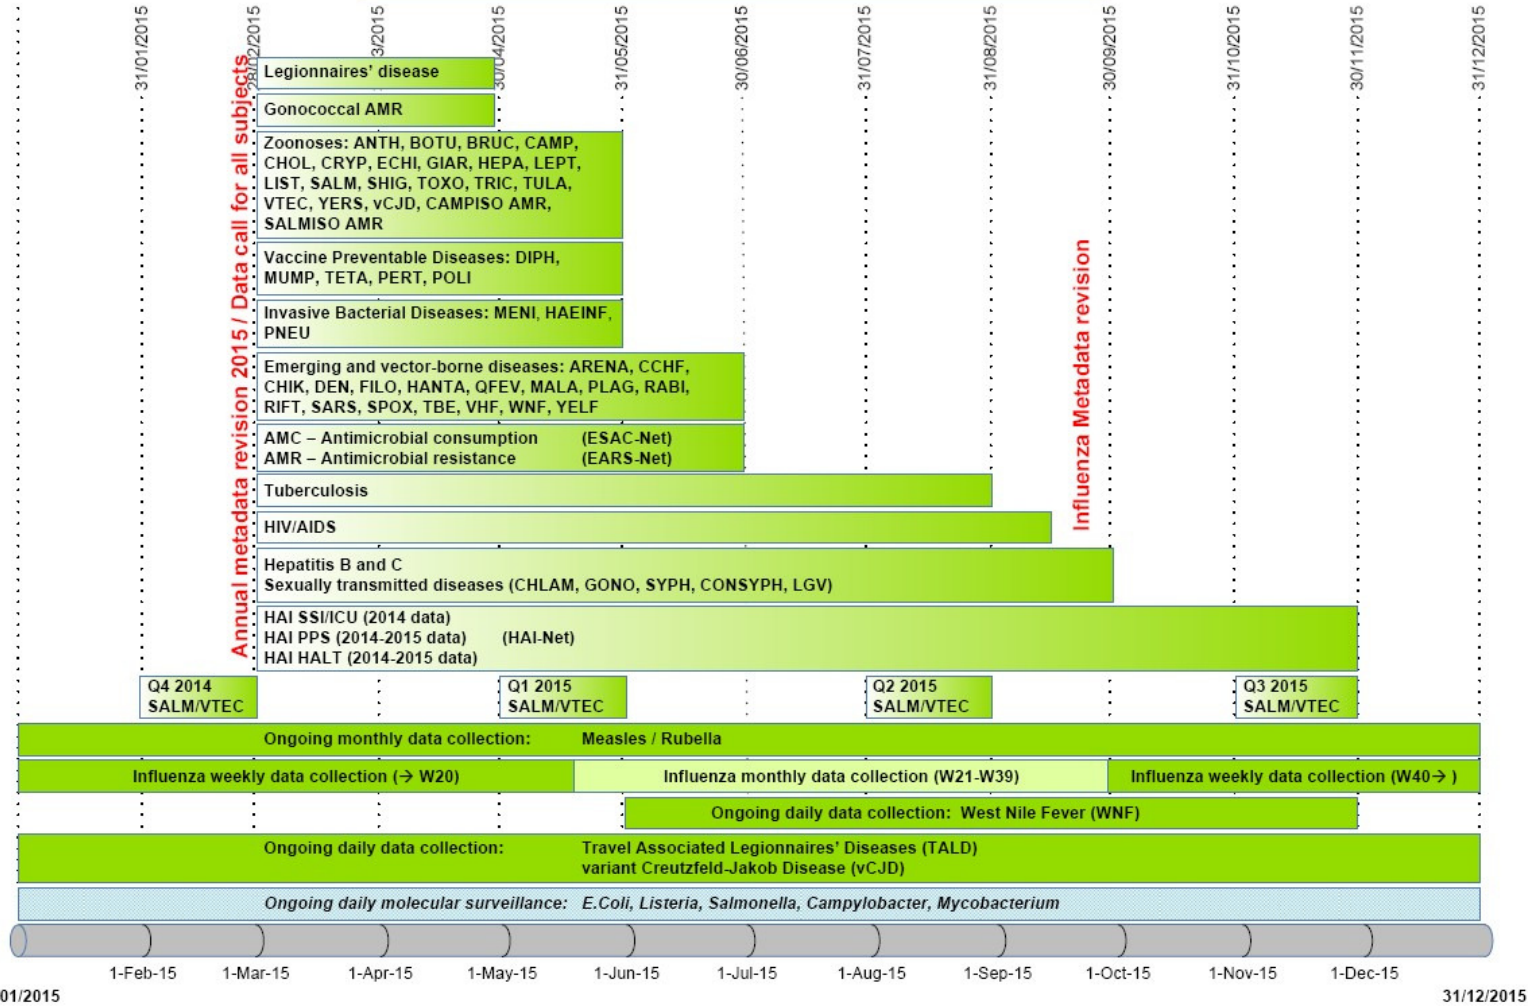 31/01/2015
28/02/2015
3/2015
30/04/2015
31/05/2015
30/06/2015
31/07/2015
31/08/2015
30/09/2015
31/10/2015
30/11/2015
31/12/2015
Annual metadata revision 2015 / Data call for all subjects
Legionnaires’ disease
Gonococcal AMR
Zoonoses: ANTH, BOTU, BRUC, CAMP,
CHOL, CRYP, ECHI, GIAR, HEPA, LEPT,
LIST, SALM, SHIG, TOXO, TRIC, TULA,
VTEC, YERS, vCJD, CAMPISO AMR,
SALMISO AMR
Vaccine Preventable Diseases: DIPH,
MUMP, TETA, PERT, POLI
Invasive Bacterial Diseases: MENI, HAEINF,
PNEU
Emerging and vector-borne diseases: ARENA, CCHF,
CHIK, DEN, FILO, HANTA, QFEV, MALA, PLAG, RABI,
RIFT, SARS, SPOX, TBE, VHF, WNF, YELF
AMC – Antimicrobial consumption (ESAC-Net)
AMR – Antimicrobial resistance (EARS-Net)
Tuberculosis
HIV/AIDS
Influenza Metadata revision
Hepatitis B and C
Sexually transmitted diseases (CHLAM, GONO, SYPH, CONSYPH, LGV)
HAI SSI/ICU (2014 data)
HAI PPS (2014-2015 data) (HAI-Net)
HAI HALT (2014-2015 data)
Q4 2014
SALM/VTEC
Q1 2015
SALM/VTEC
Q2 2015
SALM/VTEC
Q3 2015
SALM/VTEC
Ongoing monthly data collection: Measles / Rubella
Influenza weekly data collection (→ W20)
Influenza monthly data collection (W21-W39)
Influenza weekly data collection (W40→ )
Ongoing daily data collection: West Nile Fever (WNF)
Ongoing daily data collection: Travel Associated Legionnaires’ Diseases (TALD)
variant Creutzfeld-Jakob Disease (vCJD)
Ongoing daily molecular surveillance: E.Coli, Listeria, Salmonella, Campylobacter, Mycobacterium
1-Feb-15
1-Mar-15
1-Apr-15
1-May-15
1-Jun-15
1-Jul-15
1-Aug-15
1-Sep-15
1-Oct-15
1-Nov-15
1-Dec-15
01/2015
31/12/2015